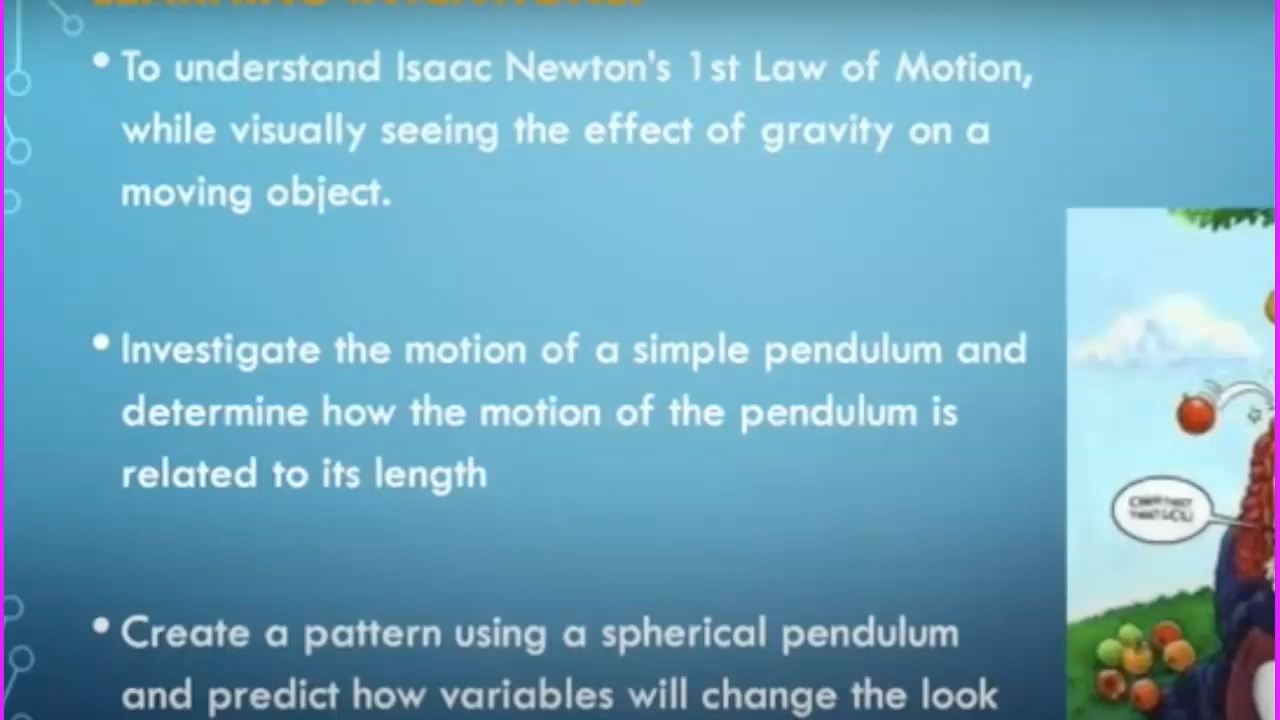 • To understand Isaac Newton's 1st Law of Motion,
while visually seeing the effect of gravity on a
moving object.
• Investigate the motion of a simple pendulum and
determine how the motion of the pendulum is
related to its length
• Create a pattern using a spherical pendulum
and predict how variables will change the look